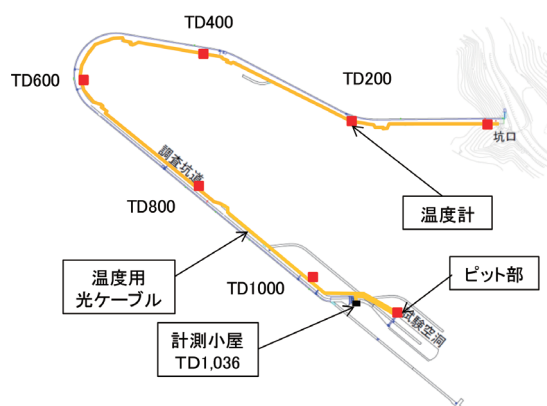 TD400
TD600
TD200
坑口
調査坑道
温度計
TD800
温度用
光ケーブル
TD1000
ピット部
試験空洞
計測小屋
TD1,036